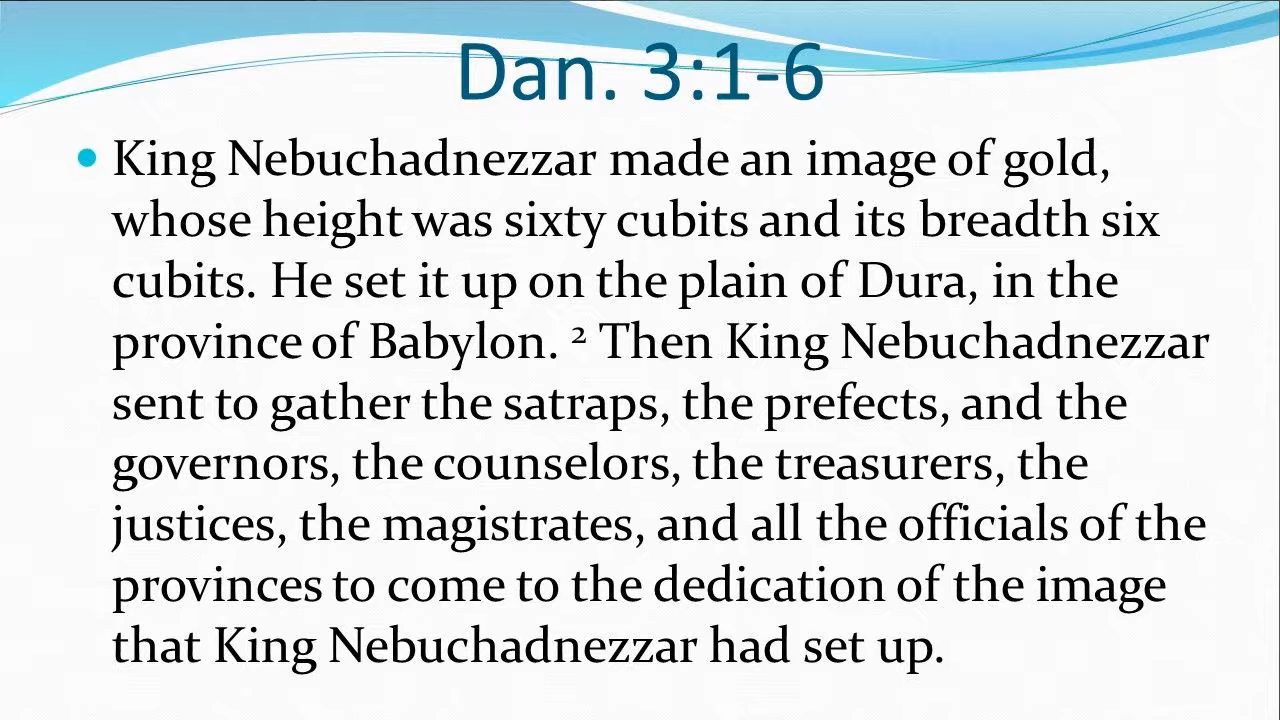 Dan. 3:1-6
• King Nebuchadnezzar made an image of gold,
whose height was sixty cubits and its breadth six
cubits. He set it up on the plain of Dura, in the
province of Babylon. ² Then King Nebuchadnezzar
sent to gather the satraps, the prefects, and the
governors, the counselors, the treasurers, the
justices, the magistrates, and all the officials of the
provinces to come to the dedication of the image
that King Nebuchadnezzar had set up.